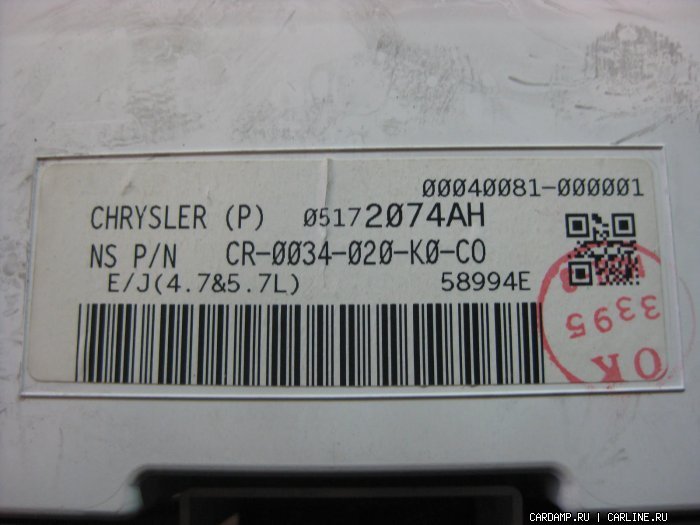 00040081-000001
CHRYSLER (P) 05172074AH
NS P/N CR-0034-020-K0-C0
E/J(4.7&5.7L) 58994E
3395
OK
CARDAMP.RU | CARLINE.RU